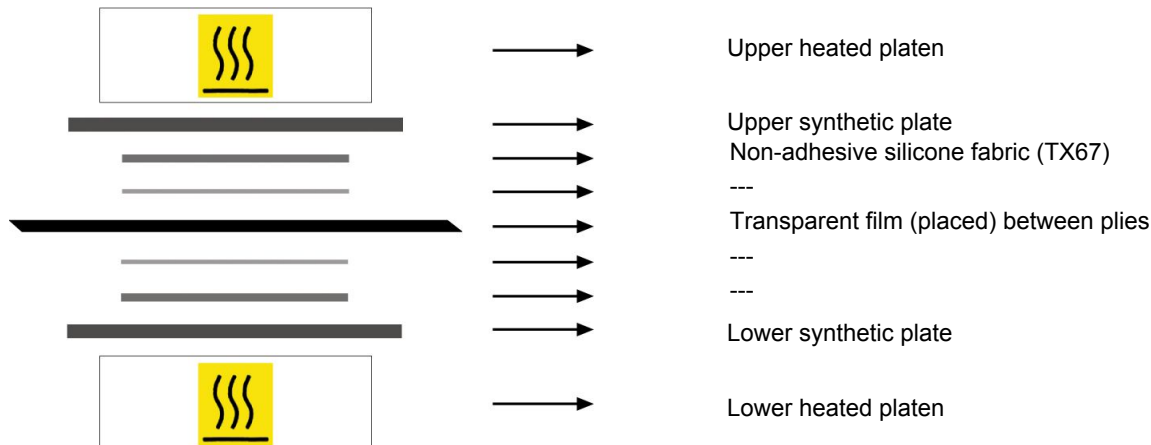 Upper heated platen
Upper synthetic plate
Non-adhesive silicone fabric (TX67)
---
Transparent film (placed) between plies
---
---
Lower synthetic plate
Lower heated platen